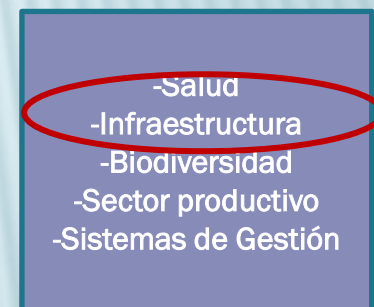 -Salud
-Infraestructura
-Biodiversidad
-Sector productivo
-Sistemas de Gestión